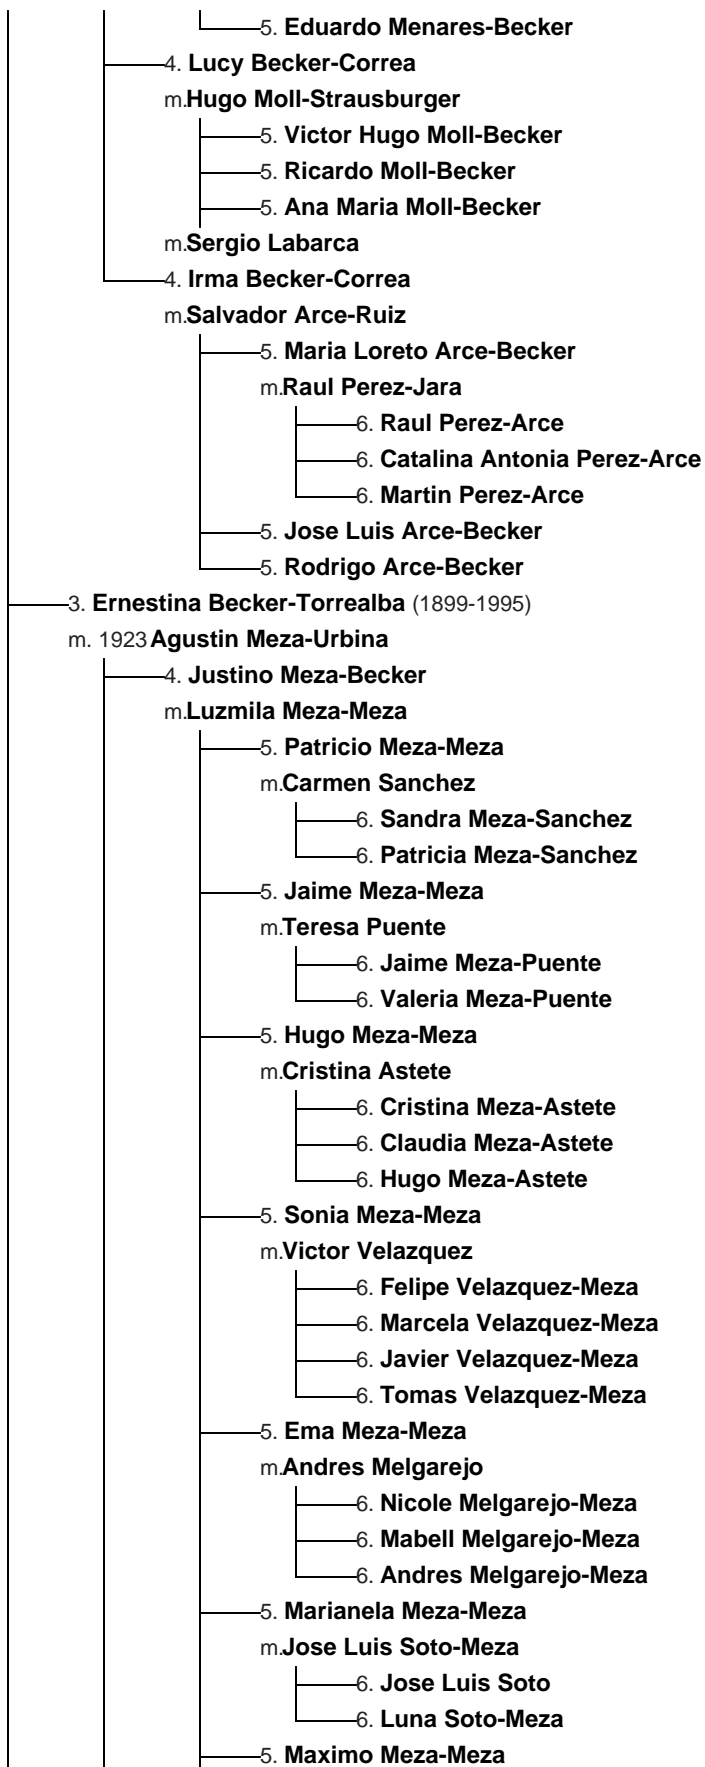 5. Eduardo Menares-Becker
4. Lucy Becker-Correa
m.Hugo Moll-Strausburger
5. Victor Hugo Moll-Becker
5. Ricardo Moll-Becker
5. Ana Maria Moll-Becker
m.Sergio Labarca
4. Irma Becker-Correa
m.Salvador Arce-Ruiz
5. Maria Loreto Arce-Becker
m.Raul Perez-Jara
6. Raul Perez-Arce
6. Catalina Antonia Perez-Arce
6. Martin Perez-Arce
5. Jose Luis Arce-Becker
5. Rodrigo Arce-Becker
3. Ernestina Becker-Torrealba (1899-1995)
m. 1923 Agustin Meza-Urbina
4. Justino Meza-Becker
m.Luzmila Meza-Meza
5. Patricio Meza-Meza
m.Carmen Sanchez
6. Sandra Meza-Sanchez
6. Patricia Meza-Sanchez
5. Jaime Meza-Meza
m.Teresa Puente
6. Jaime Meza-Puente
6. Valeria Meza-Puente
5. Hugo Meza-Meza
m.Cristina Astete
6. Cristina Meza-Astete
6. Claudia Meza-Astete
6. Hugo Meza-Astete
5. Sonia Meza-Meza
m.Victor Velazquez
6. Felipe Velazquez-Meza
6. Marcela Velazquez-Meza
6. Javier Velazquez-Meza
6. Tomas Velazquez-Meza
5. Ema Meza-Meza
m.Andres Melgarejo
6. Nicole Melgarejo-Meza
6. Mabell Melgarejo-Meza
6. Andres Melgarejo-Meza
5. Marianela Meza-Meza
m.Jose Luis Soto-Meza
6. Jose Luis Soto
6. Luna Soto-Meza
5. Maximo Meza-Meza